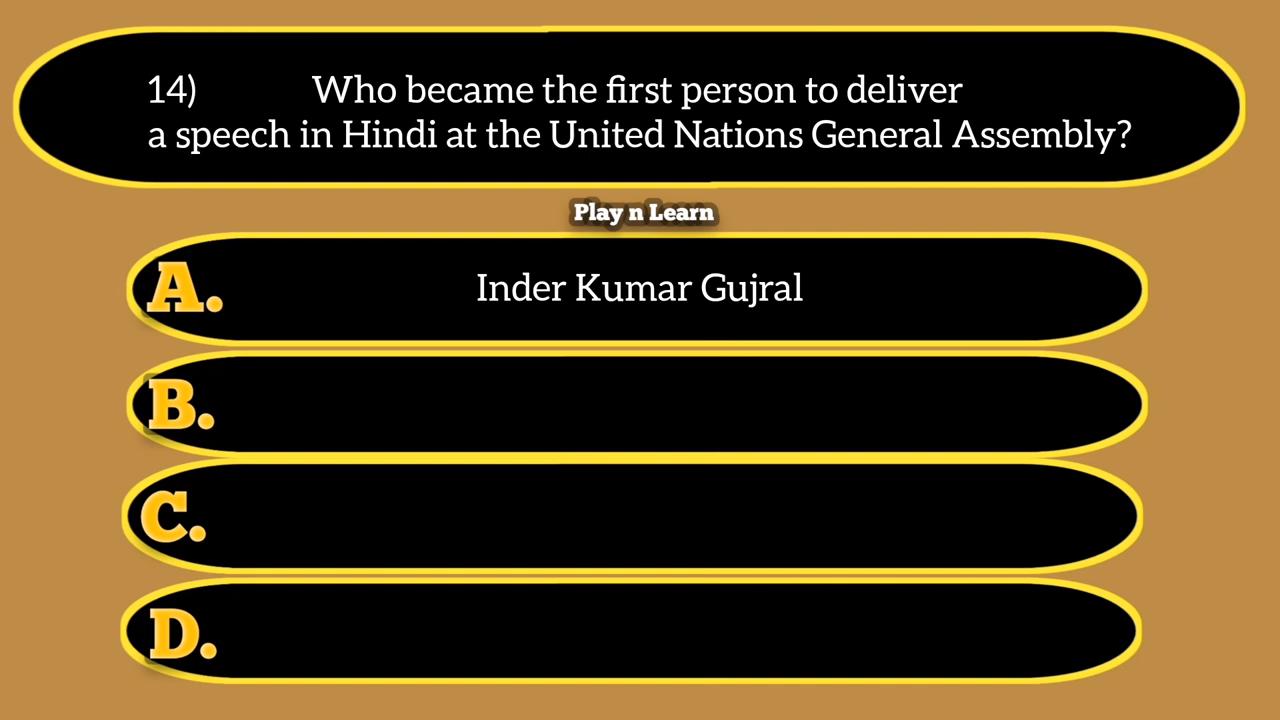 14) Who became the first person to deliver
a speech in Hindi at the United Nations General Assembly?
Play n Learn
A. Inder Kumar Gujral
B.
C.
D.